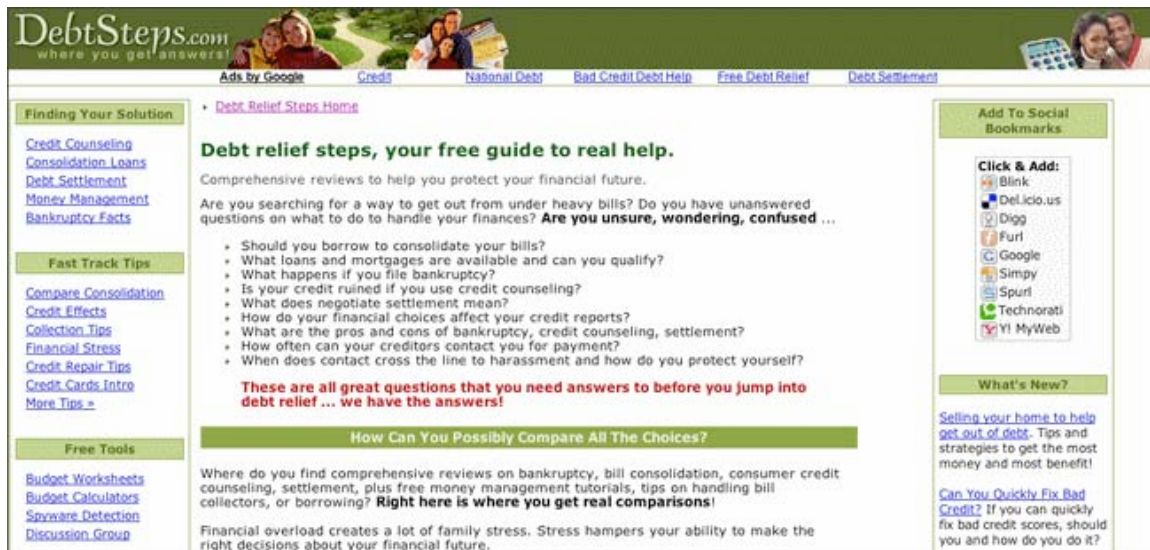 DebtSteps.com
where you get answers!
Ads by Google Credit National Debt Bad Credit Debt Help Free Debt Relief Debt Settlement
Finding Your Solution
Credit Counseling
Consolidation Loans
Debt Settlement
Money Management
Bankruptcy Facts
Fast Track Tips
Compare Consolidation
Credit Effects
Collection Tips
Financial Stress
Credit Repair Tips
Credit Cards Intro
More Tips »
Free Tools
Budget Worksheets
Budget Calculators
Spyware Detection
Discussion Group
Debt Relief Steps Home
Debt relief steps, your free guide to real help.
Comprehensive reviews to help you protect your financial future.
Are you searching for a way to get out from under heavy bills? Do you have unanswered
questions on what to do to handle your finances? Are you unsure, wondering, confused ...
Should you borrow to consolidate your bills?
What loans and mortgages are available and can you qualify?
What happens if you file bankruptcy?
Is your credit ruined if you use credit counseling?
What does negotiate settlement mean?
How do your financial choices affect your credit reports?
What are the pros and cons of bankruptcy, credit counseling, settlement?
How often can your creditors contact you for payment?
When does contact cross the line to harassment and how do you protect yourself?
These are all great questions that you need answers to before you jump into
debt relief ... we have the answers!
How Can You Possibly Compare All The Choices?
Where do you find comprehensive reviews on bankruptcy, bill consolidation, consumer credit
counseling, settlement, plus free money management tutorials, tips on handling bill
collectors, or borrowing? Right here is where you get real comparisons!
Financial overload creates a lot of family stress. Stress hampers your ability to make the
right decisions about your financial future.
Add To Social
Bookmarks
Click & Add:
Blink
Del.icio.us
Digg
Furl
Google
Simpy
Spurl
Technorati
Y! MyWeb
What's New?
Selling your home to help
get out of debt. Tips and
strategies to get the most
money and most benefit!
Can You Quickly Fix Bad
Credit? If you can quickly
fix bad credit scores, should
you and how do you do it?